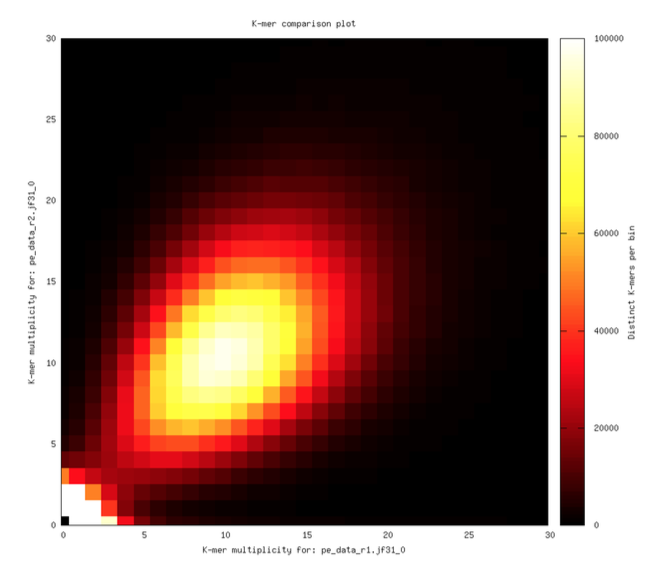 K-mer comparison plot
30
25
20
15
10
5
0
K-mer multiplicity for: pe_data_r2.jf31_0
0 5 10 15 20 25 30
K-mer multiplicity for: pe_data_r1.jf31_0
100000
80000
60000
40000
20000
0
Distinct K-mers per bin